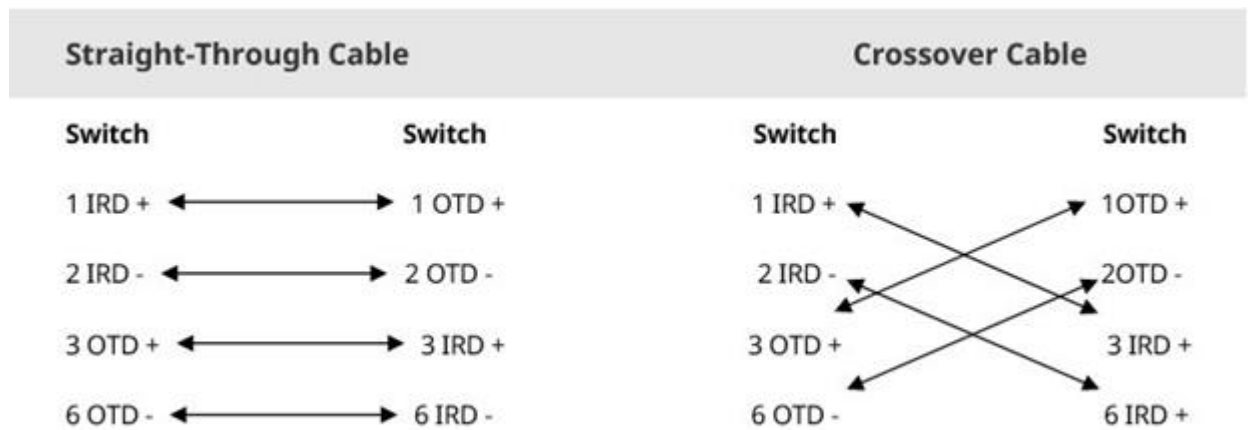 Straight-Through Cable Crossover Cable
Switch Switch Switch Switch
1 IRD + 1 OTD + 1 IRD + 1OTD +
2 IRD - 2 OTD - 2 IRD - 2OTD -
3 OTD + 3 IRD + 3 OTD + 3 IRD +
6 OTD - 6 IRD - 6 OTD - 6 IRD +